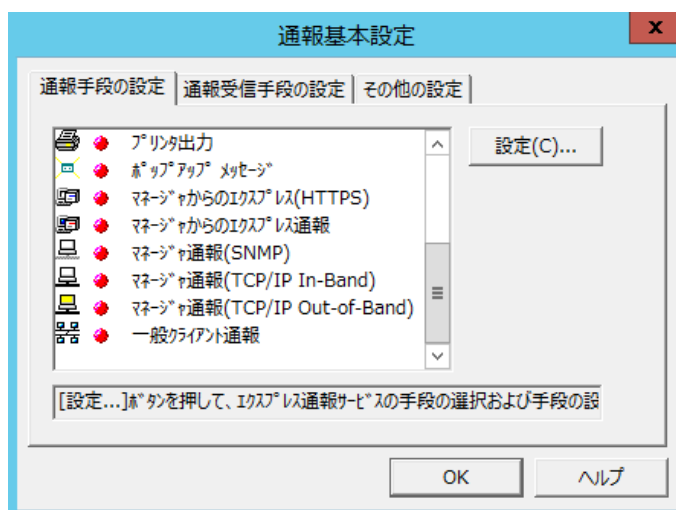 通報基本設定
x
通報手段の設定 通報受信手段の設定 その他の設定
ﾌﾟﾘﾝﾀ出力
ﾎﾟｯﾌﾟｱｯﾌﾟ ﾒｯｾｰｼﾞ
ﾏﾈｰｼﾞｬからのｴｸｽﾌﾟﾚｽ(HTTPS)
ﾏﾈｰｼﾞｬからのｴｸｽﾌﾟﾚｽ通報
ﾏﾈｰｼﾞｬ通報(SNMP)
ﾏﾈｰｼﾞｬ通報(TCP/IP In-Band)
ﾏﾈｰｼﾞｬ通報(TCP/IP Out-of-Band)
一般ｸﾗｲｱﾝﾄ通報
設定(C)...
[設定...]ﾎﾞﾀﾝを押して、ｴｸｽﾌﾟﾚｽ通報ｻｰﾋﾞｽの手段の選択および手段の設
OK ヘルプ